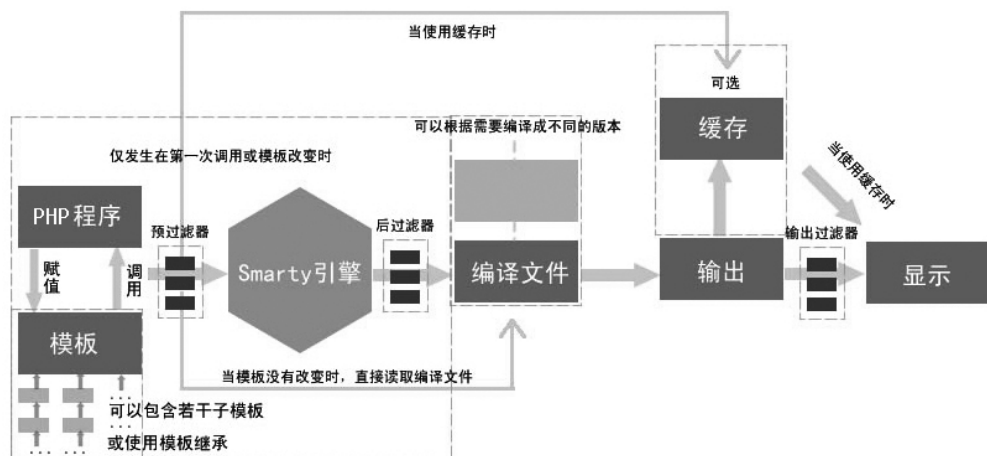 当使用缓存时
可选
缓存
可以根据需要编译成不同的版本
仅发生在第一次调用或模板改变时
当使用缓存时
PHP程序
预过滤器
后过滤器
输出过滤器
赋值
调用
Smarty引擎
编译文件
输出
显示
模板
当模板没有改变时，直接读取编译文件
...
可以包含若干子模板
...
或使用模板继承
... ...